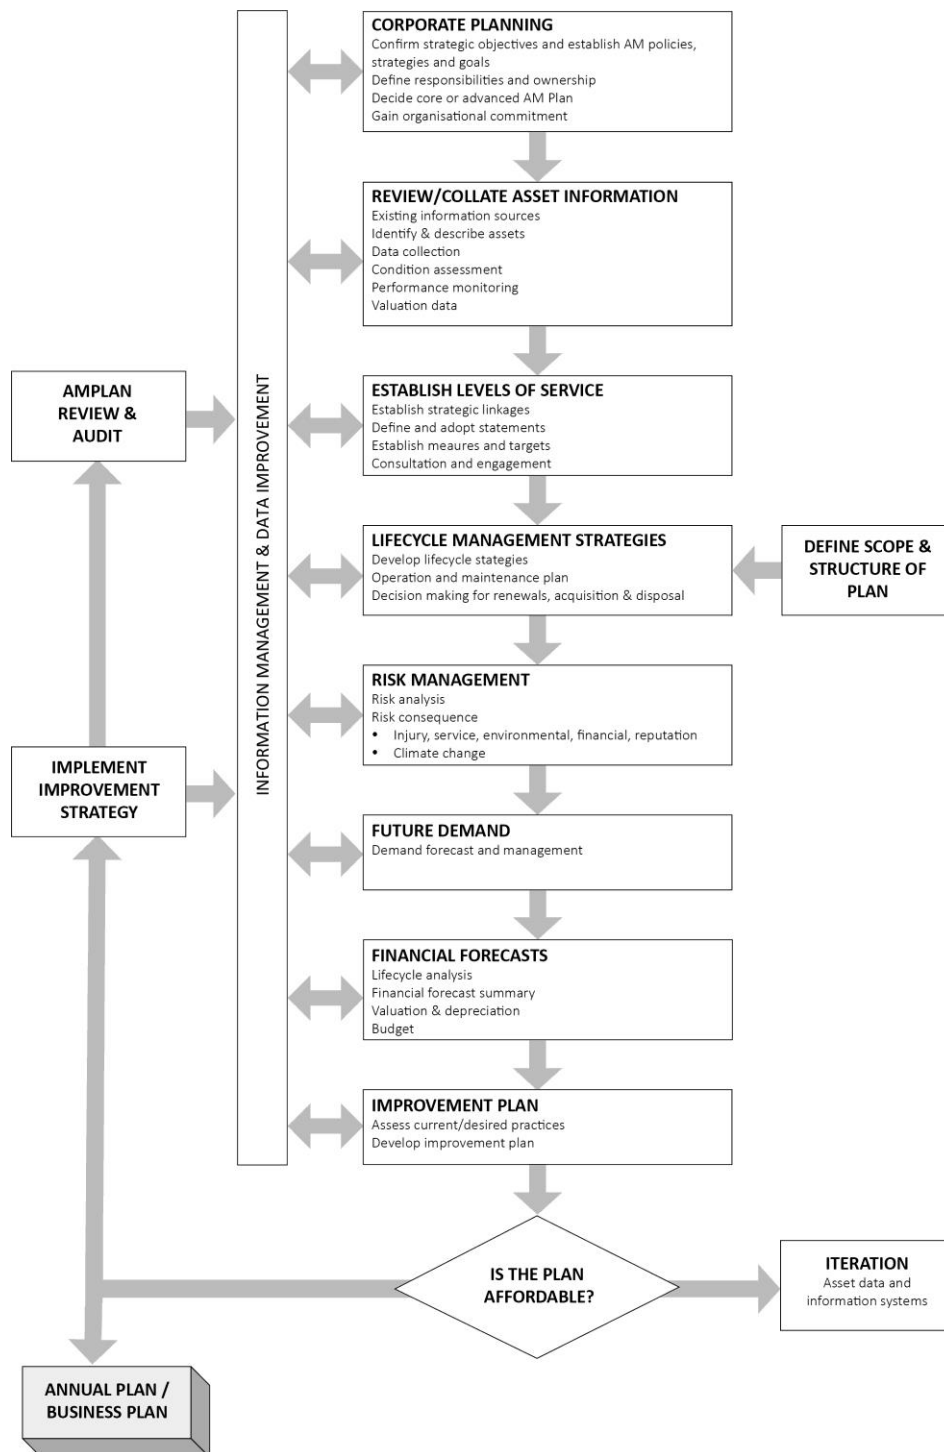 CORPORATE PLANNING
Confirm strategic objectives and establish AM policies,
strategies and goals
Define responsibilities and ownership
Decide core or advanced AM Plan
Gain organisational commitment
REVIEW/COLLATE ASSET INFORMATION
Existing information sources
Identify & describe assets
Data collection
Condition assessment
Performance monitoring
Valuation data
INFORMATION MANAGEMENT & DATA IMPROVEMENT
AMPLAN
REVIEW &
AUDIT
ESTABLISH LEVELS OF SERVICE
Establish strategic linkages
Define and adopt statements
Establish meaures and targets
Consultation and engagement
LIFECYCLE MANAGEMENT STRATEGIES
Develop lifecycle stategies
Operation and maintenance plan
Decision making for renewals, acquisition & disposal
DEFINE SCOPE &
STRUCTURE OF
PLAN
RISK MANAGEMENT
Risk analysis
Risk consequence
• Injury, service, environmental, financial, reputation
• Climate change
IMPLEMENT
IMPROVEMENT
STRATEGY
FUTURE DEMAND
Demand forecast and management
FINANCIAL FORECASTS
Lifecycle analysis
Financial forecast summary
Valuation & depreciation
Budget
IMPROVEMENT PLAN
Assess current/desired practices
Develop improvement plan
IS THE PLAN
AFFORDABLE?
ITERATION
Asset data and
information systems
ANNUAL PLAN /
BUSINESS PLAN